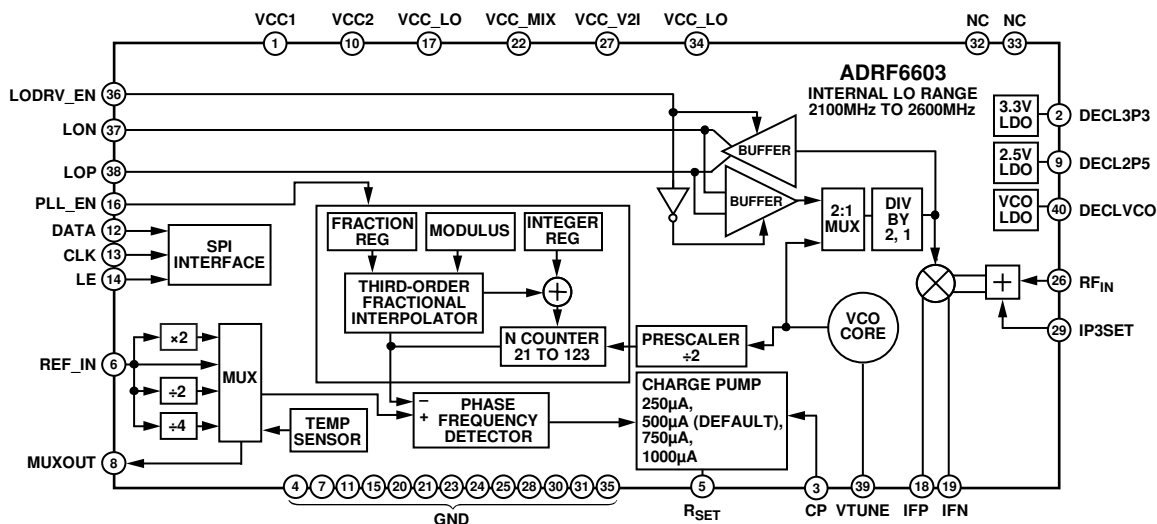 VCC1 VCC2 VCC_LO VCC_MIX VCC_V2I VCC_LO NC NC
1 10 17 22 27 34 32 33
ADRF6603
INTERNAL LO RANGE
2100MHz TO 2600MHz
LODRV_EN 36
LON 37
LOP 38
PLL_EN 16
DATA 12
CLK 13
LE 14
SPI
INTERFACE
BUFFER
BUFFER
3.3V
LDO
2 DECL3P3
2.5V
LDO
9 DECL2P5
VCO
LDO
40 DECLVCO
FRACTION
REG
MODULUS
INTEGER
REG
2:1
MUX
DIV
BY
2, 1
THIRD-ORDER
FRACTIONAL
INTERPOLATOR
+
+
26 RFIN
29 IP3SET
N COUNTER
21 TO 123
PRESCALER
÷2
VCO
CORE
REF_IN 6
×2
÷2
÷4
MUX
TEMP
SENSOR
MUXOUT 8
−
+
PHASE
FREQUENCY
DETECTOR
CHARGE PUMP
250µA,
500µA (DEFAULT),
750µA,
1000µA
4 7 11 15 20 21 23 24 25 28 30 31 35
GND
5 3 39 18 19
RSET CP VTUNE IFP IFN